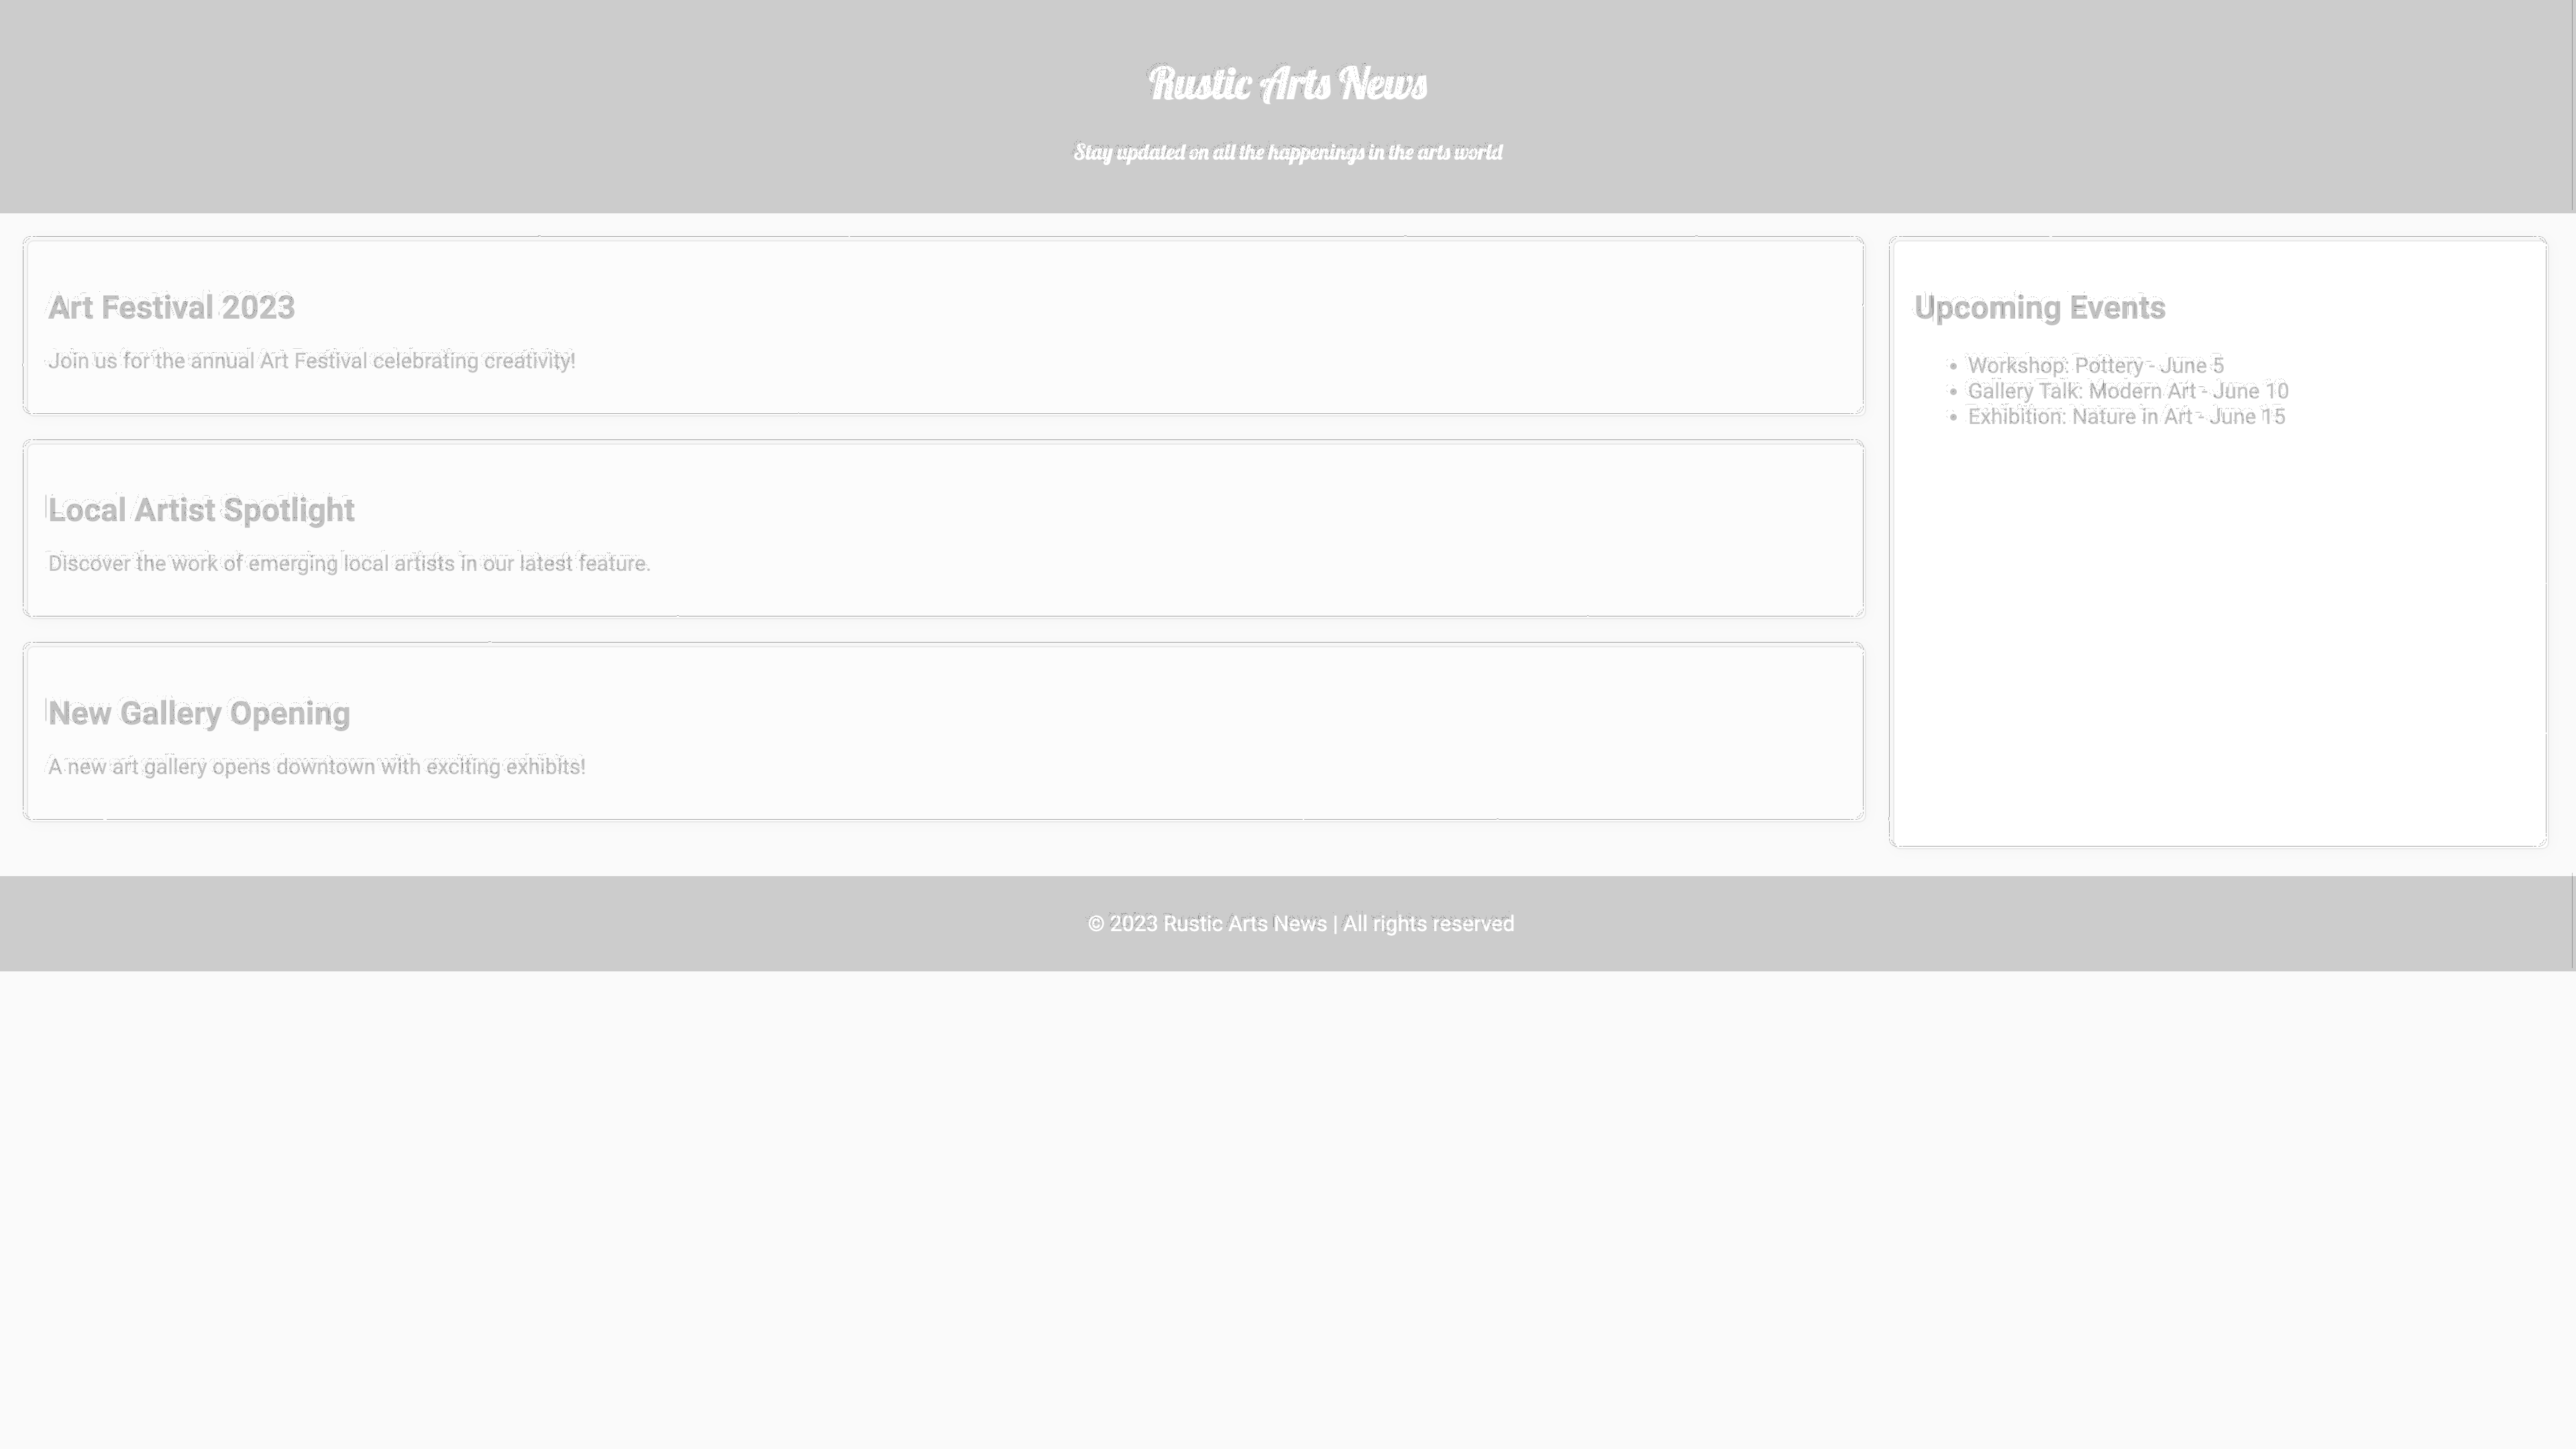 Rustic Arts News
Stay updated on all the happenings in the arts world
Art Festival 2023
Join us for the annual Art Festival celebrating creativity!
Local Artist Spotlight
Discover the work of emerging local artists in our latest feature.
New Gallery Opening
A new art gallery opens downtown with exciting exhibits!
Upcoming Events
• Workshop: Pottery - June 5
• Gallery Talk: Modern Art - June 10
• Exhibition: Nature in Art - June 15
© 2023 Rustic Arts News | All rights reserved